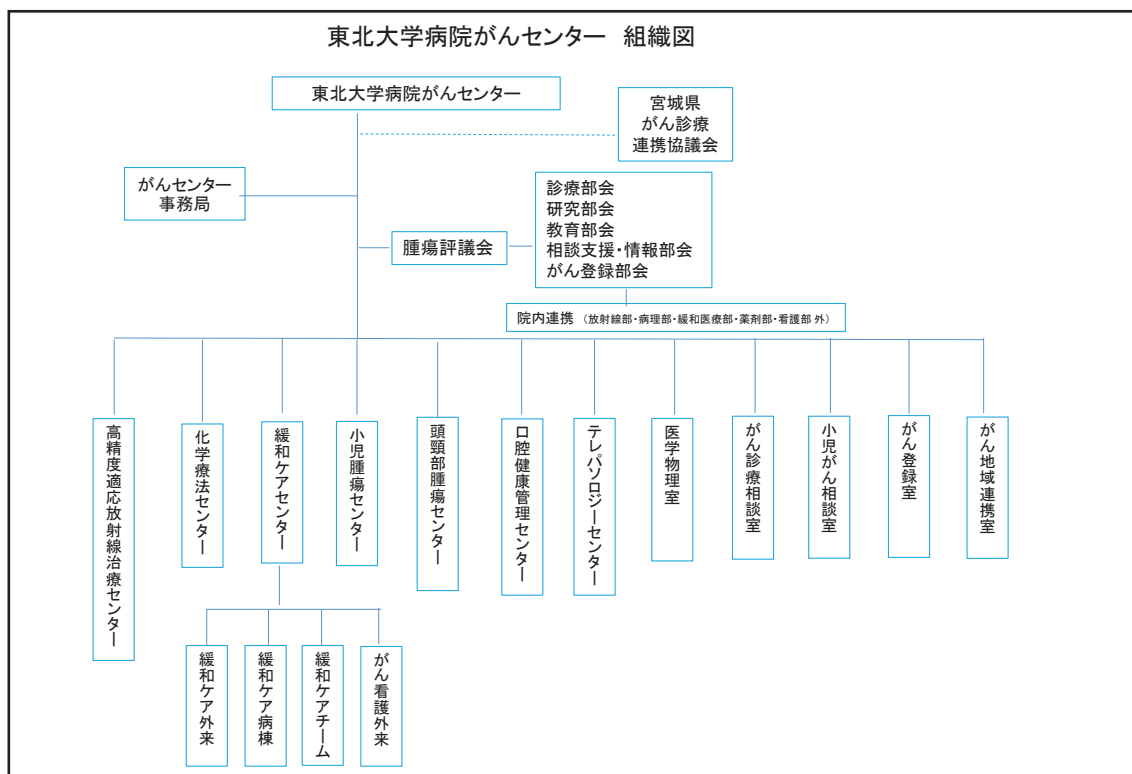 東北大学病院がんセンター 組織図
東北大学病院がんセンター
宮城県
がん診療
連携協議会
がんセンター
事務局
腫瘍評議会
診療部会
研究部会
教育部会
相談支援・情報部会
がん登録部会
院内連携 (放射線部・病理部・緩和医療部・薬剤部・看護部 外)
高精度適応放射線治療センター
化学療法センター
緩和ケアセンター
小児腫瘍センター
頭頸部腫瘍センター
口腔健康管理センター
テレパソロジーセンター
医学物理室
がん診療相談室
小児がん相談室
がん登録室
がん地域連携室
緩和ケア外来
緩和ケア病棟
緩和ケアチーム
がん看護外来